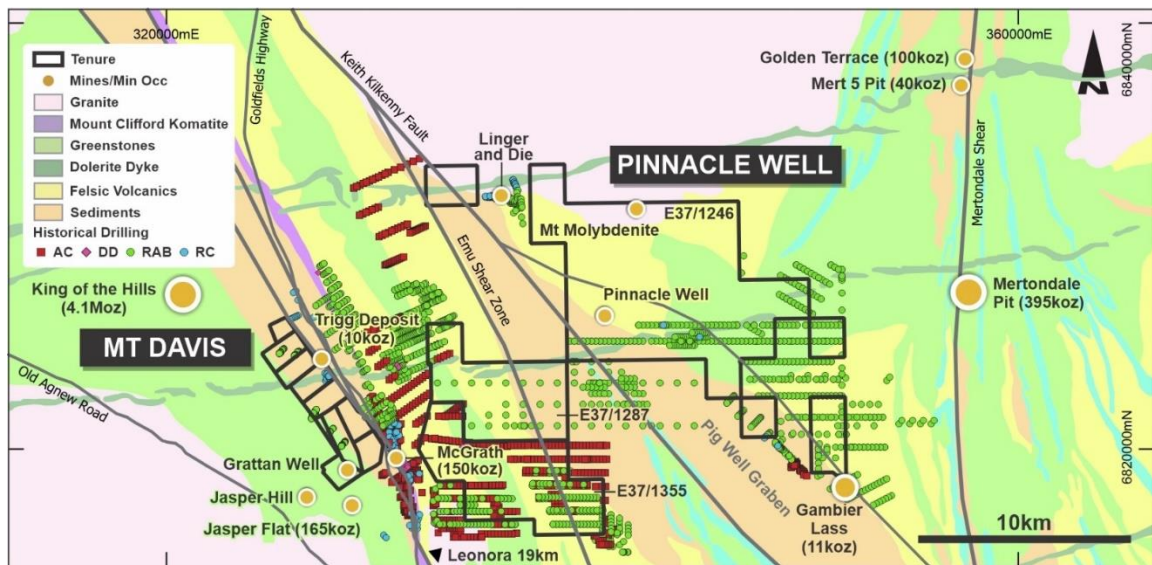 320000mE
360000mE
6840000mN
6820000mN
Tenure
Mines/Min Occ
Granite
Mount Clifford Komatite
Greenstones
Dolerite Dyke
Felsic Volcanics
Sediments
Historical Drilling
AC DD RAB RC
Goldfields Highway
Keith Kilkenny Fault
Golden Terrace (100koz)
Mert 5 Pit (40koz)
N
Linger
and Die
PINNACLE WELL
Mertondale Shear
E37/1246
Mt Molybdenite
Emu Shear Zone
King of the Hills
(4.1Moz)
Trigg Deposit
(10koz)
Pinnacle Well
Mertondale
Pit (395koz)
MT DAVIS
Old Agnew Road
E37/1287
Pig Well Graben
McGrath
(150koz)
Grattan Well
Jasper Hill
Jasper Flat (165koz)
E37/1355
Gambier
Lass
(11koz)
10km
Leonora 19km